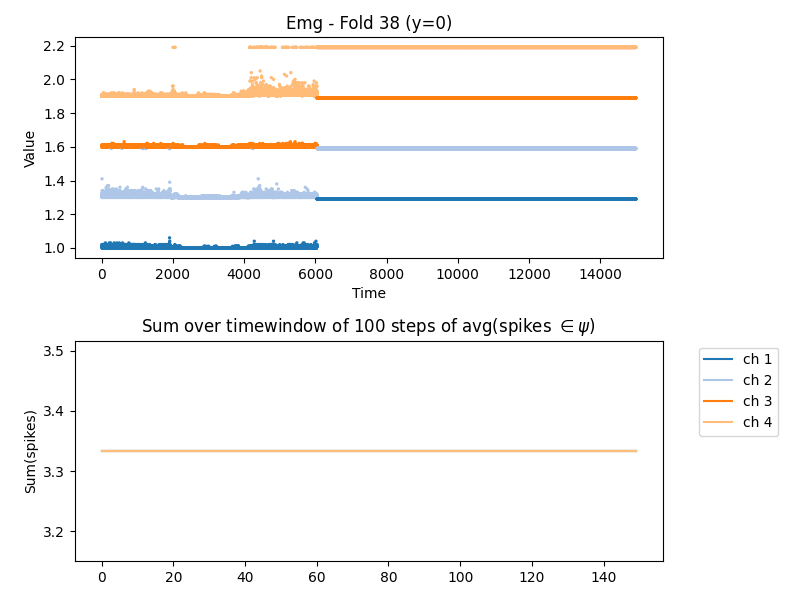 Emg - Fold 38 (y=0)
Value
2.2
2.0
1.8
1.6
1.4
1.2
1.0
0 2000 4000 6000 8000 10000 12000 14000
Time
Sum over timewindow of 100 steps of avg(spikes ∈ ψ)
Sum(spikes)
3.5
3.4
3.3
3.2
0 20 40 60 80 100 120 140
ch 1
ch 2
ch 3
ch 4